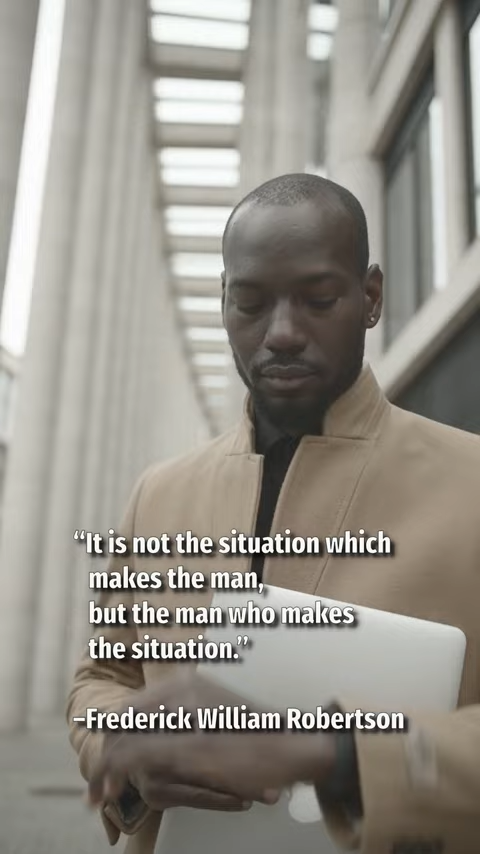 “It is not the situation which
makes the man,
but the man who makes
the situation.”
–Frederick William Robertson